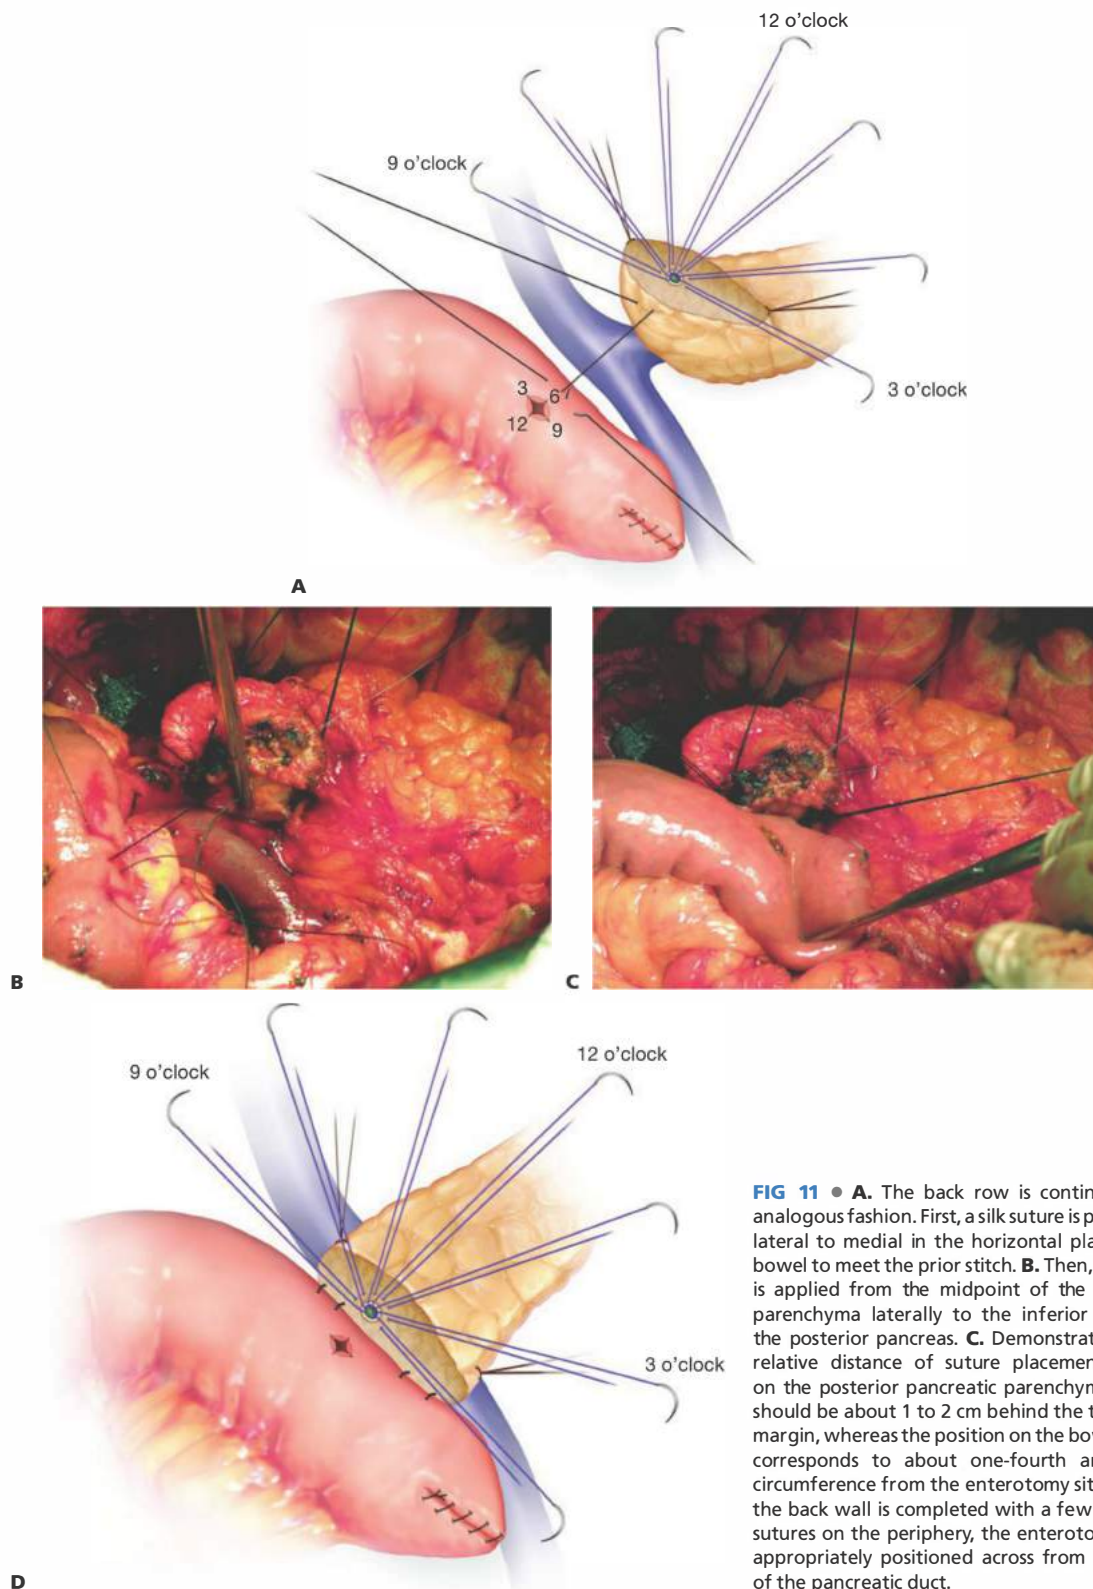 12 o'clock
9 o'clock
3 o'clock
3
6
12
9
A
B
C
9 o'clock
12 o'clock
3 o'clock
D
FIG 11 ● A. The back row is contin
analogous fashion. First, a silk suture is p
lateral to medial in the horizontal pla
bowel to meet the prior stitch. B. Then,
is applied from the midpoint of the
parenchyma laterally to the inferior
the posterior pancreas. C. Demonstrat
relative distance of suture placemen
on the posterior pancreatic parenchym
should be about 1 to 2 cm behind the t
margin, whereas the position on the bov
corresponds to about one-fourth ar
circumference from the enterotomy sit
the back wall is completed with a few
sutures on the periphery, the enteroto
appropriately positioned across from
of the pancreatic duct.